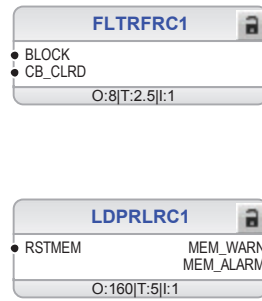 FLTRFRC1
BLOCK
CB_CLRD
O:8|T:2.5|I:1
LDPRLRC1
RSTMEM MEM_WARN
MEM_ALARM
O:160|T:5|I:1